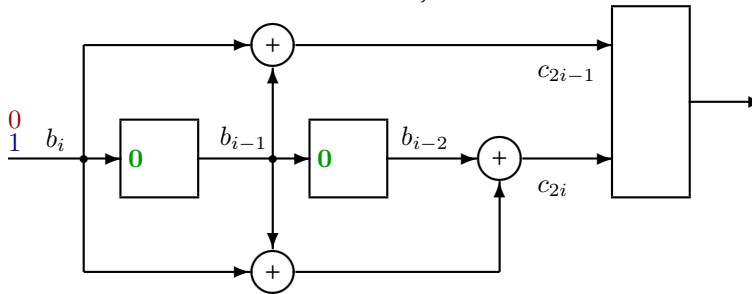 +
c_{2i-1}
0
1
b_i
0
b_{i-1}
0
b_{i-2}
+
c_{2i}
+